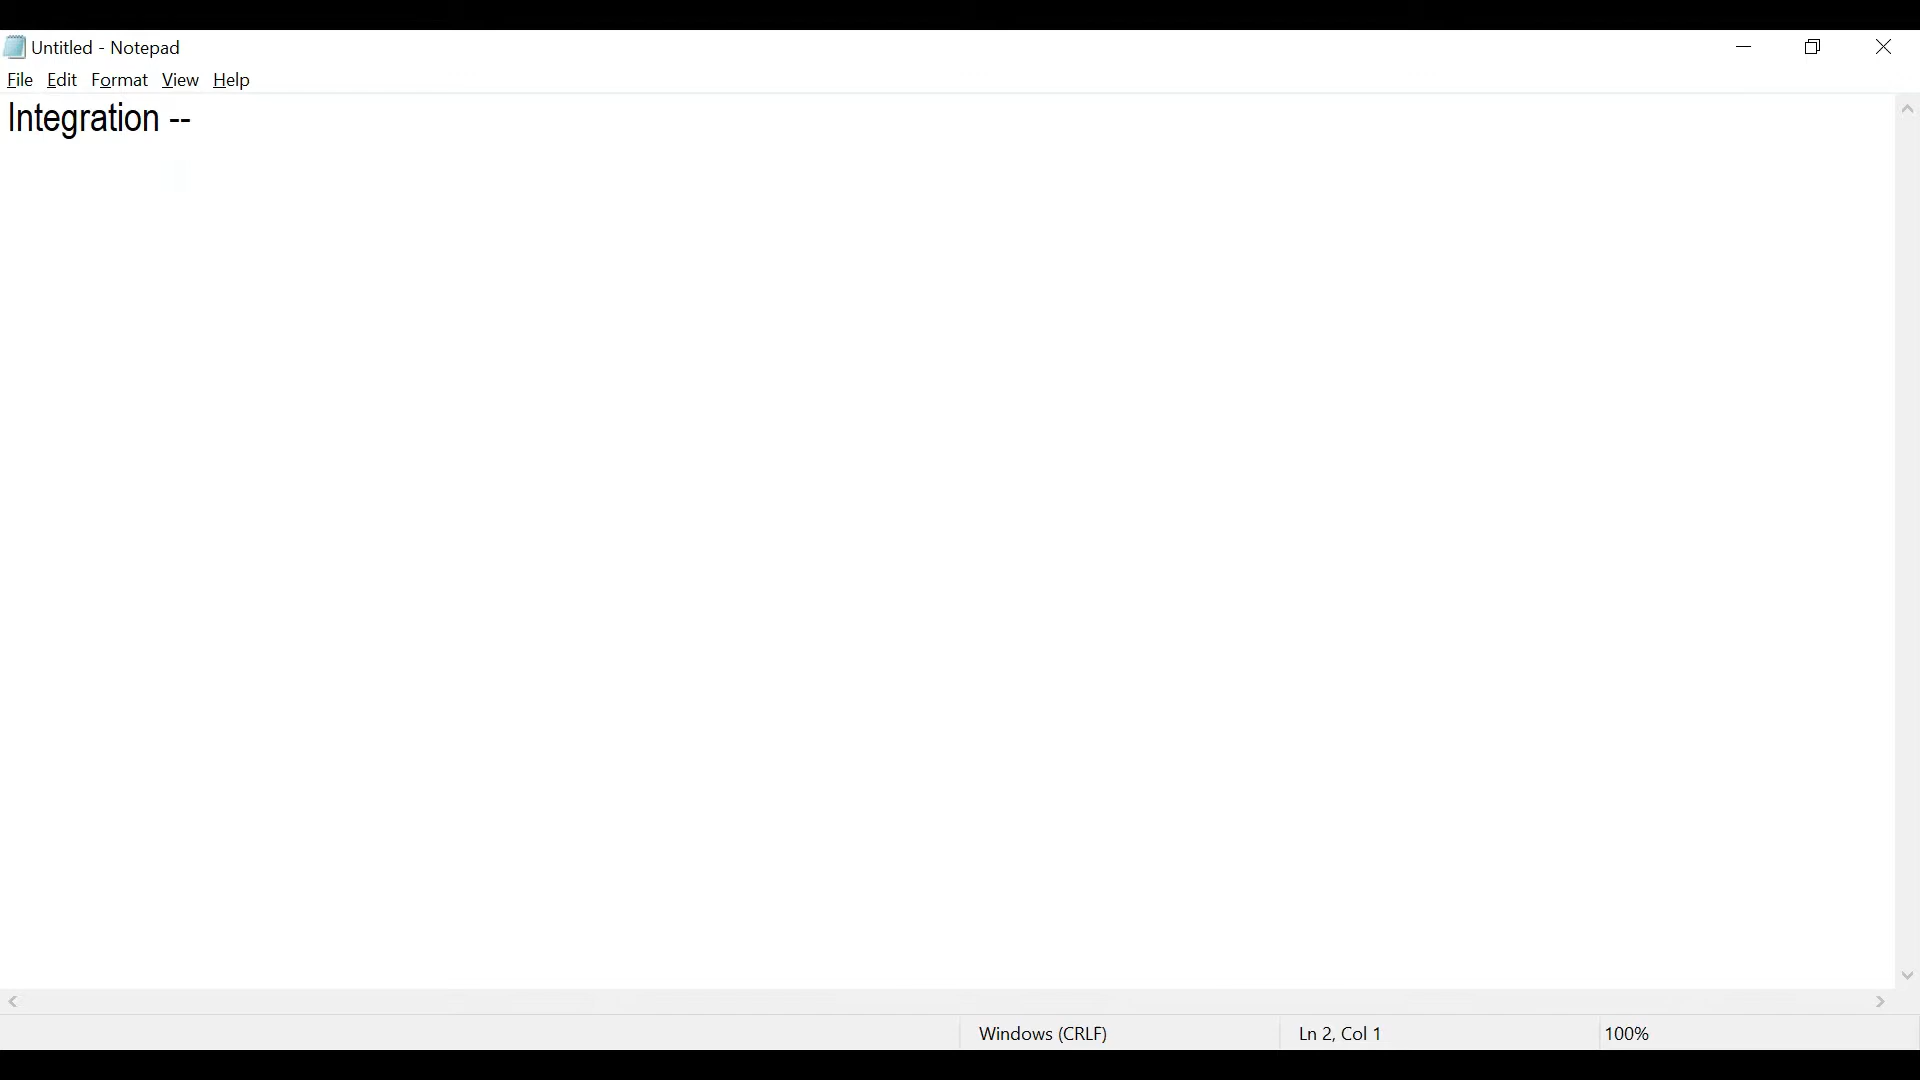 Untitled - Notepad
File Edit Format View Help
Integration --
Windows (CRLF) Ln 2, Col 1 100%